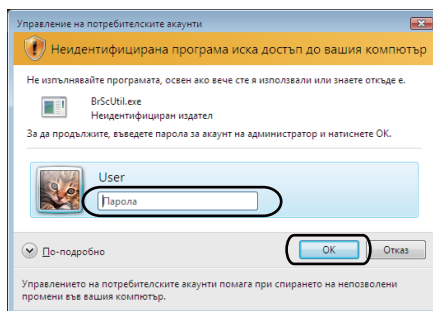 Управление на потребителските акаунти
Неидентифицирана програма иска достъп до вашия компютър
Не изпълнявайте програмата, освен ако вече сте я използвали или знаете откъде е.
BrScUtil.exe
Неидентифициран издател
За да продължите, въведете парола за акаунт на администратор и натиснете OK.
User
Парола
По-подробно
OK
Отказ
Управлението на потребителските акаунти помага при спирането на непозволени
промени във вашия компютър.